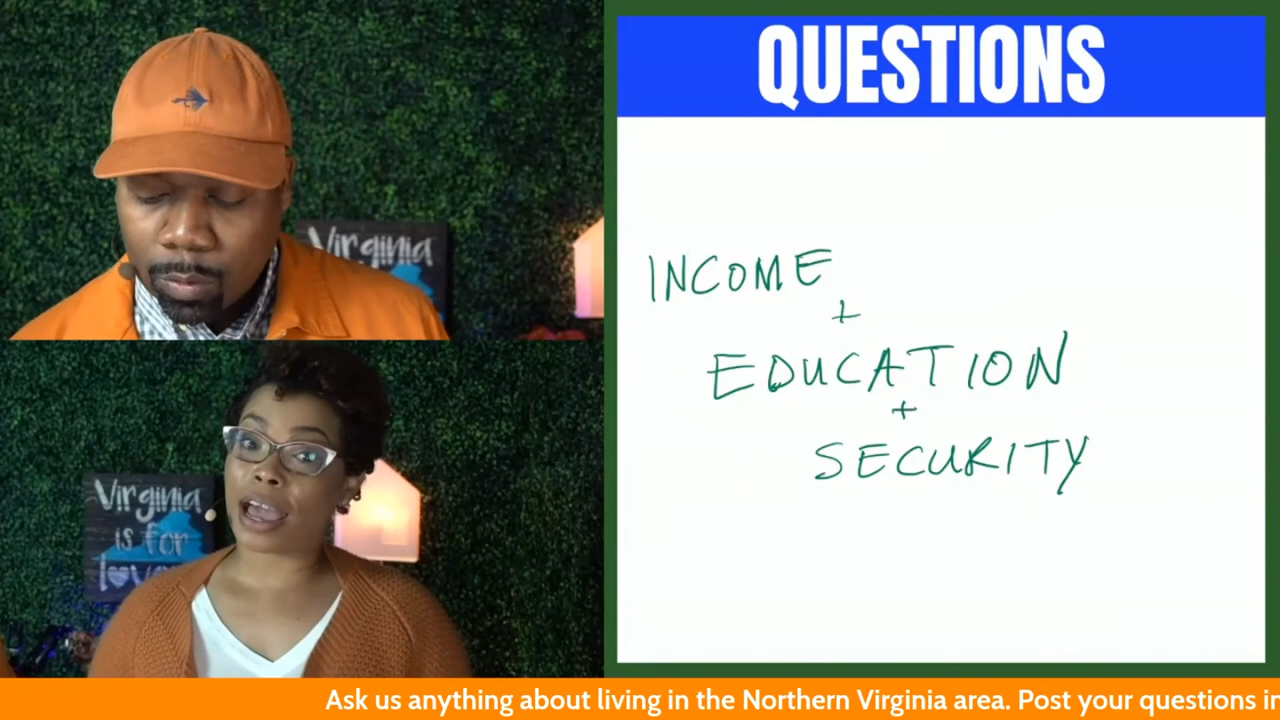 Virginia
Virginia
is for
QUESTIONS
INCOME
+
EDUCATION
+
SECURITY
Ask us anything about living in the Northern Virginia area. Post your questions in